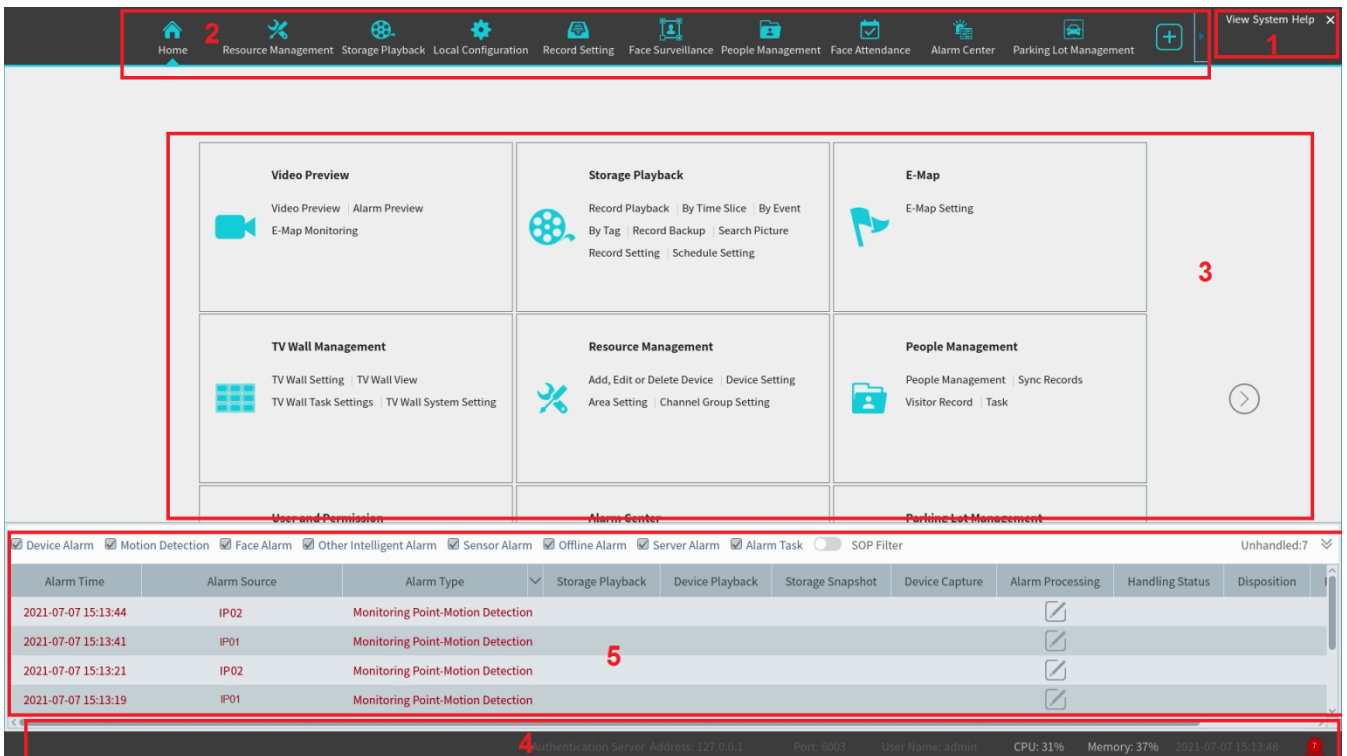 View System Help
1
2
Home Resource Management Storage Playback Local Configuration Record Setting Face Surveillance People Management Face Attendance Alarm Center Parking Lot Management
Video Preview
Video Preview | Alarm Preview
E-Map Monitoring
Storage Playback
Record Playback | By Time Slice | By Event
By Tag | Record Backup | Search Picture
Record Setting | Schedule Setting
E-Map
E-Map Setting
3
TV Wall Management
TV Wall Setting | TV Wall View
TV Wall Task Settings | TV Wall System Setting
Resource Management
Add, Edit or Delete Device | Device Setting
Area Setting | Channel Group Setting
People Management
People Management | Sync Records
Visitor Record | Task
User and Permission
Alarm Center
Parking Lot Management
Device Alarm Motion Detection Face Alarm Other Intelligent Alarm Sensor Alarm Offline Alarm Server Alarm Alarm Task SOP Filter Unhandled:7
Alarm Time Alarm Source Alarm Type Storage Playback Device Playback Storage Snapshot Device Capture Alarm Processing Handling Status Disposition
2021-07-07 15:13:44 IP02 Monitoring Point-Motion Detection
2021-07-07 15:13:41 IP01 Monitoring Point-Motion Detection
5
2021-07-07 15:13:21 IP02 Monitoring Point-Motion Detection
2021-07-07 15:13:19 IP01 Monitoring Point-Motion Detection
4
Authentication Server Address: 127.0.0.1 Port: 6003 User Name: admin CPU: 31% Memory: 37% 2021-07-07 15:13:48 7